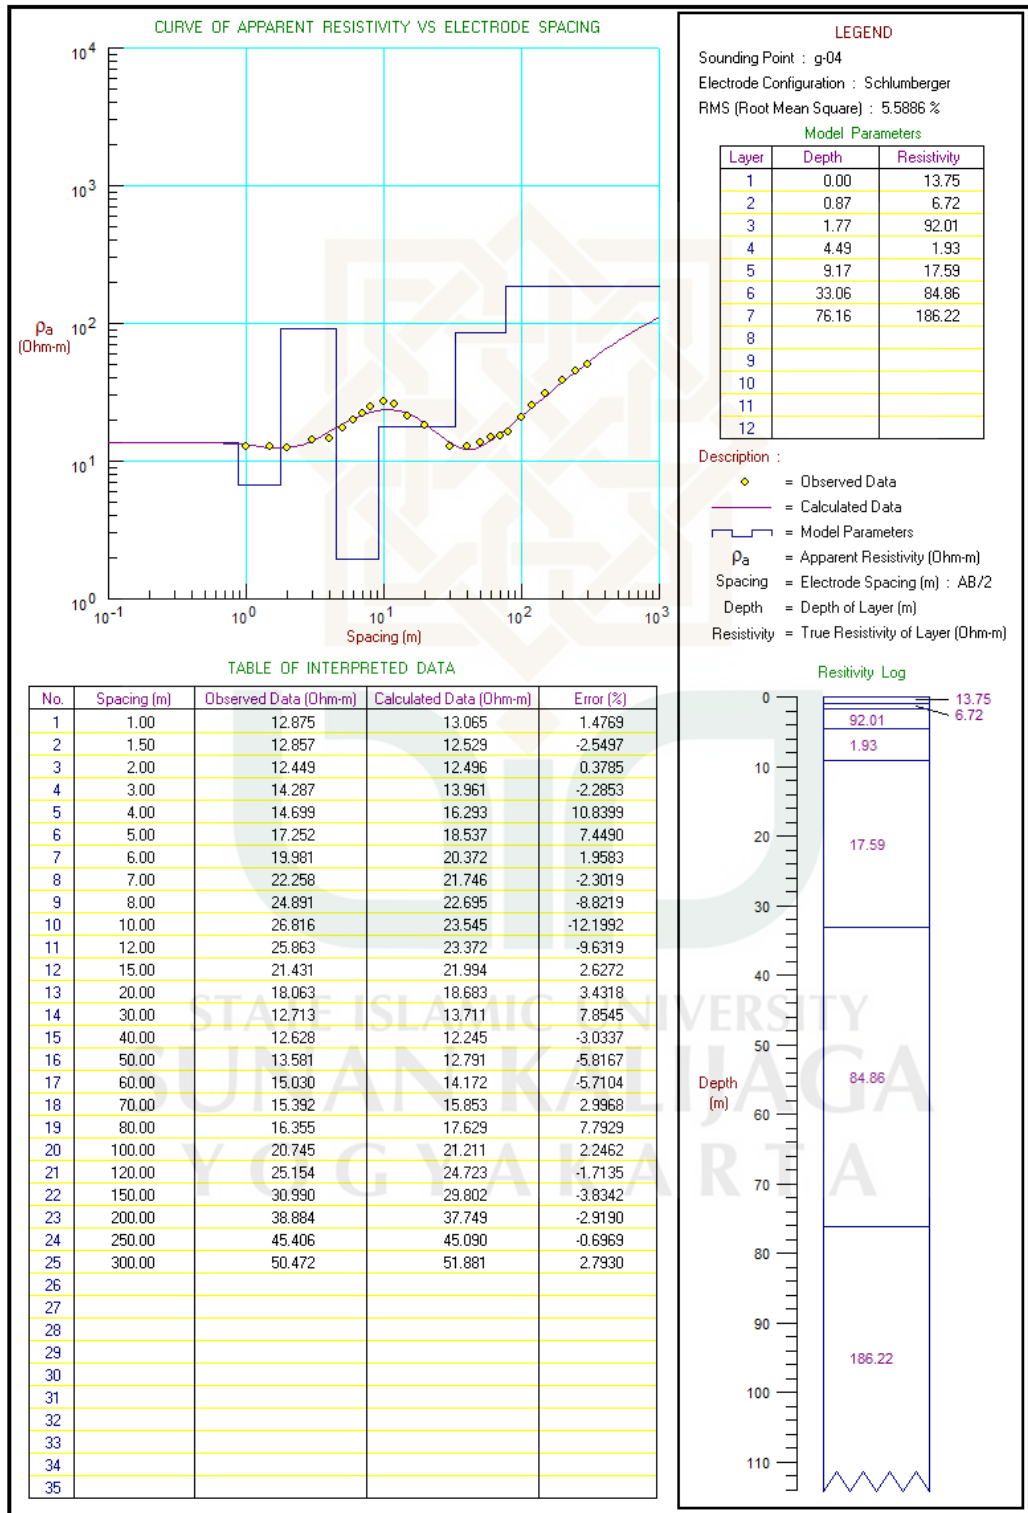 CURVE OF APPARENT RESISTIVITY VS ELECTRODE SPACING
10^4
10^3
10^2
10^1
10^0
ρa
(Ohm-m)
10^-1 10^0 10^1 10^2 10^3
Spacing (m)
LEGEND
Sounding Point : g-04
Electrode Configuration : Schlumberger
RMS (Root Mean Square) : 5.5886 %
Model Parameters
Layer Depth Resistivity
1 0.00 13.75
2 0.87 6.72
3 1.77 92.01
4 4.49 1.93
5 9.17 17.59
6 33.06 84.86
7 76.16 186.22
8
9
10
11
12
Description :
= Observed Data
= Calculated Data
= Model Parameters
ρa = Apparent Resistivity (Ohm-m)
Spacing = Electrode Spacing (m) : AB/2
Depth = Depth of Layer (m)
Resistivity = True Resistivity of Layer (Ohm-m)
TABLE OF INTERPRETED DATA
No. Spacing (m) Observed Data (Ohm-m) Calculated Data (Ohm-m) Error (%)
1 1.00 12.875 13.065 1.4769
2 1.50 12.857 12.529 -2.5497
3 2.00 12.449 12.496 0.3785
4 3.00 14.287 13.961 -2.2853
5 4.00 14.699 16.293 10.8399
6 5.00 17.252 18.537 7.4490
7 6.00 19.981 20.372 1.9583
8 7.00 22.258 21.746 -2.3019
9 8.00 24.891 22.695 -8.8219
10 10.00 26.816 23.545 -12.1992
11 12.00 25.863 23.372 -9.6319
12 15.00 21.431 21.994 2.6272
13 20.00 18.063 18.683 3.4318
14 30.00 12.713 13.711 7.8545
15 40.00 12.628 12.245 -3.0337
16 50.00 13.581 12.791 -5.8167
17 60.00 15.030 14.172 -5.7104
18 70.00 15.392 15.853 2.9968
19 80.00 16.355 17.629 7.7929
20 100.00 20.745 21.211 2.2462
21 120.00 25.154 24.723 -1.7135
22 150.00 30.990 29.802 -3.8342
23 200.00 38.884 37.749 -2.9190
24 250.00 45.406 45.090 -0.6969
25 300.00 50.472 51.881 2.7930
26
27
28
29
30
31
32
33
34
35
Resitivity Log
0
10
20
30
40
50
60
70
80
90
100
110
Depth
(m)
13.75
6.72
92.01
1.93
17.59
84.86
186.22
STATE ISLAMIC UNIVERSITY
SUNAN KALIJAGA
YOGYAKARTA